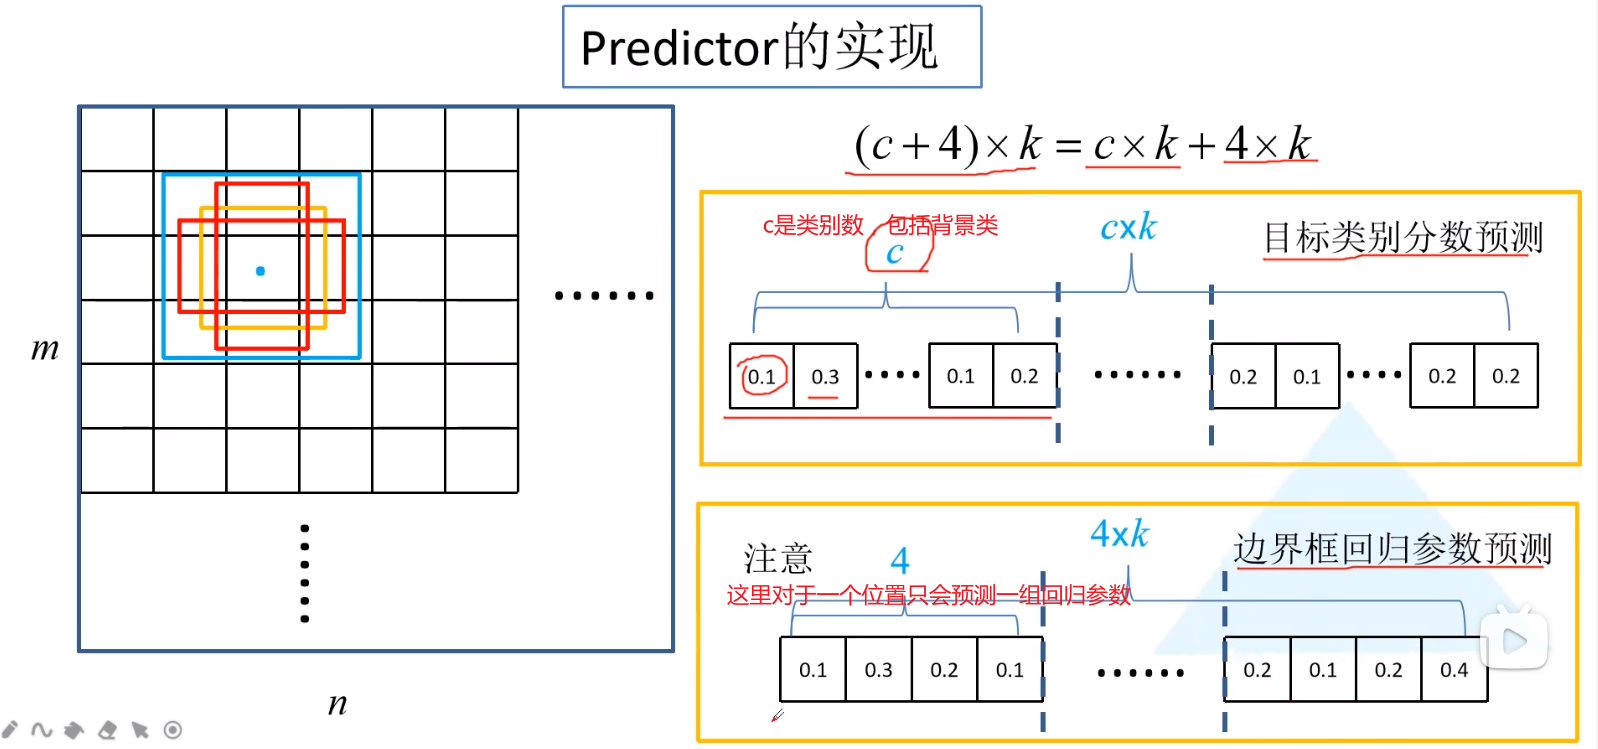 Predictor的实现
m
n
(c+4)×k=c×k+4×k
c是类别数 包括背景类
c
c×k
目标类别分数预测
0.1 0.3 ···· 0.1 0.2 ······ 0.2 0.1 ···· 0.2 0.2
注意
4
4×k
边界框回归参数预测
这里对于一个位置只会预测一组回归参数
0.1 0.3 0.2 0.1 ······ 0.2 0.1 0.2 0.4